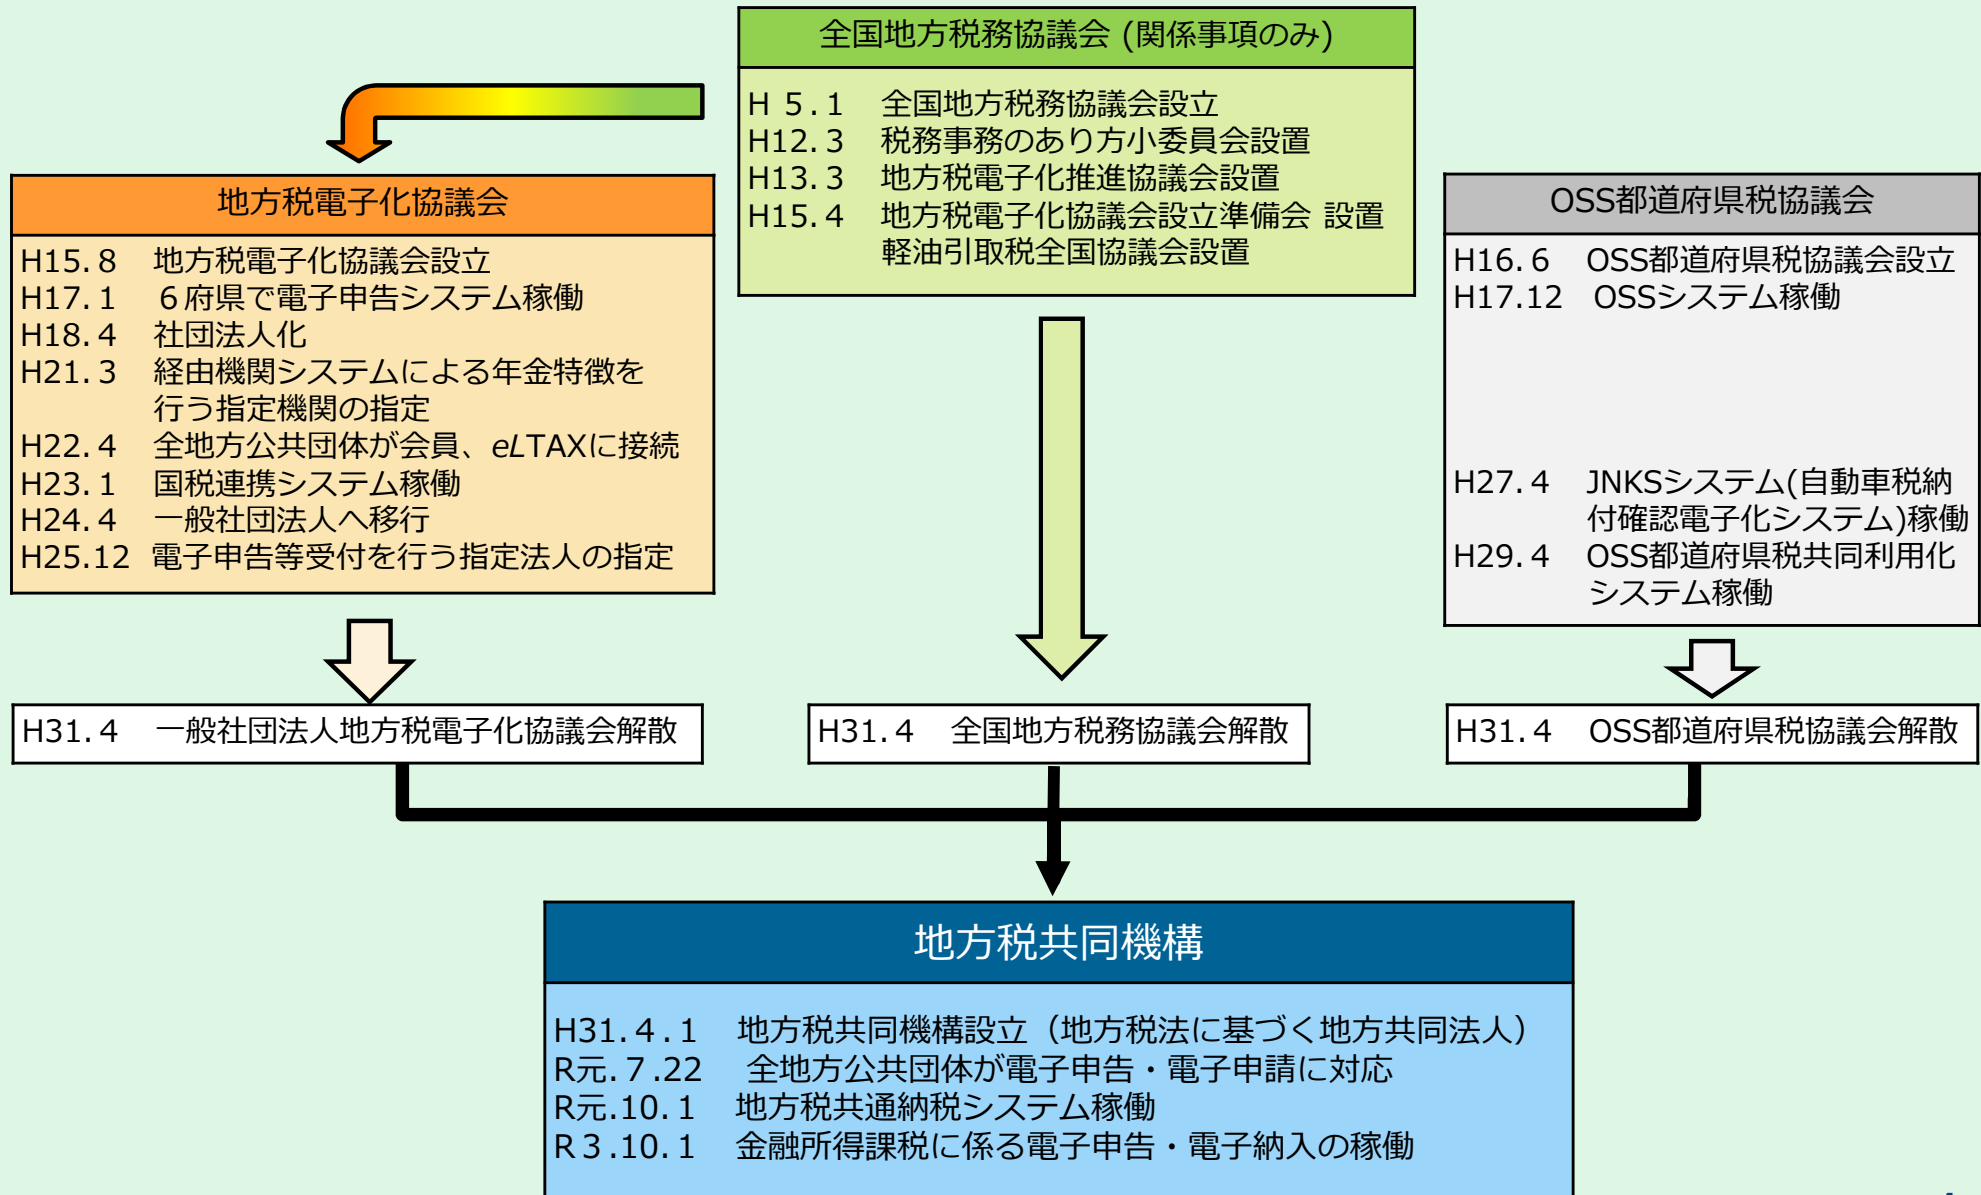 全国地方税務協議会 (関係事項のみ)
H 5.1 全国地方税務協議会設立
H12.3 税務事務のあり方小委員会設置
H13.3 地方税電子化推進協議会設置
H15.4 地方税電子化協議会設立準備会 設置
軽油引取税全国協議会設置
地方税電子化協議会
H15.8 地方税電子化協議会設立
H17.1 6府県で電子申告システム稼働
H18.4 社団法人化
H21.3 経由機関システムによる年金特徴を
行う指定機関の指定
H22.4 全地方公共団体が会員、eLTAXに接続
H23.1 国税連携システム稼働
H24.4 一般社団法人へ移行
H25.12 電子申告等受付を行う指定法人の指定
OSS都道府県税協議会
H16.6 OSS都道府県税協議会設立
H17.12 OSSシステム稼働
H27.4 JNKSシステム(自動車税納
付確認電子化システム)稼働
H29.4 OSS都道府県税共同利用化
システム稼働
H31.4 一般社団法人地方税電子化協議会解散
H31.4 全国地方税務協議会解散
H31.4 OSS都道府県税協議会解散
地方税共同機構
H31.4.1 地方税共同機構設立（地方税法に基づく地方共同法人）
R元.7.22 全地方公共団体が電子申告・電子申請に対応
R元.10.1 地方税共通納税システム稼働
R3.10.1 金融所得課税に係る電子申告・電子納入の稼働